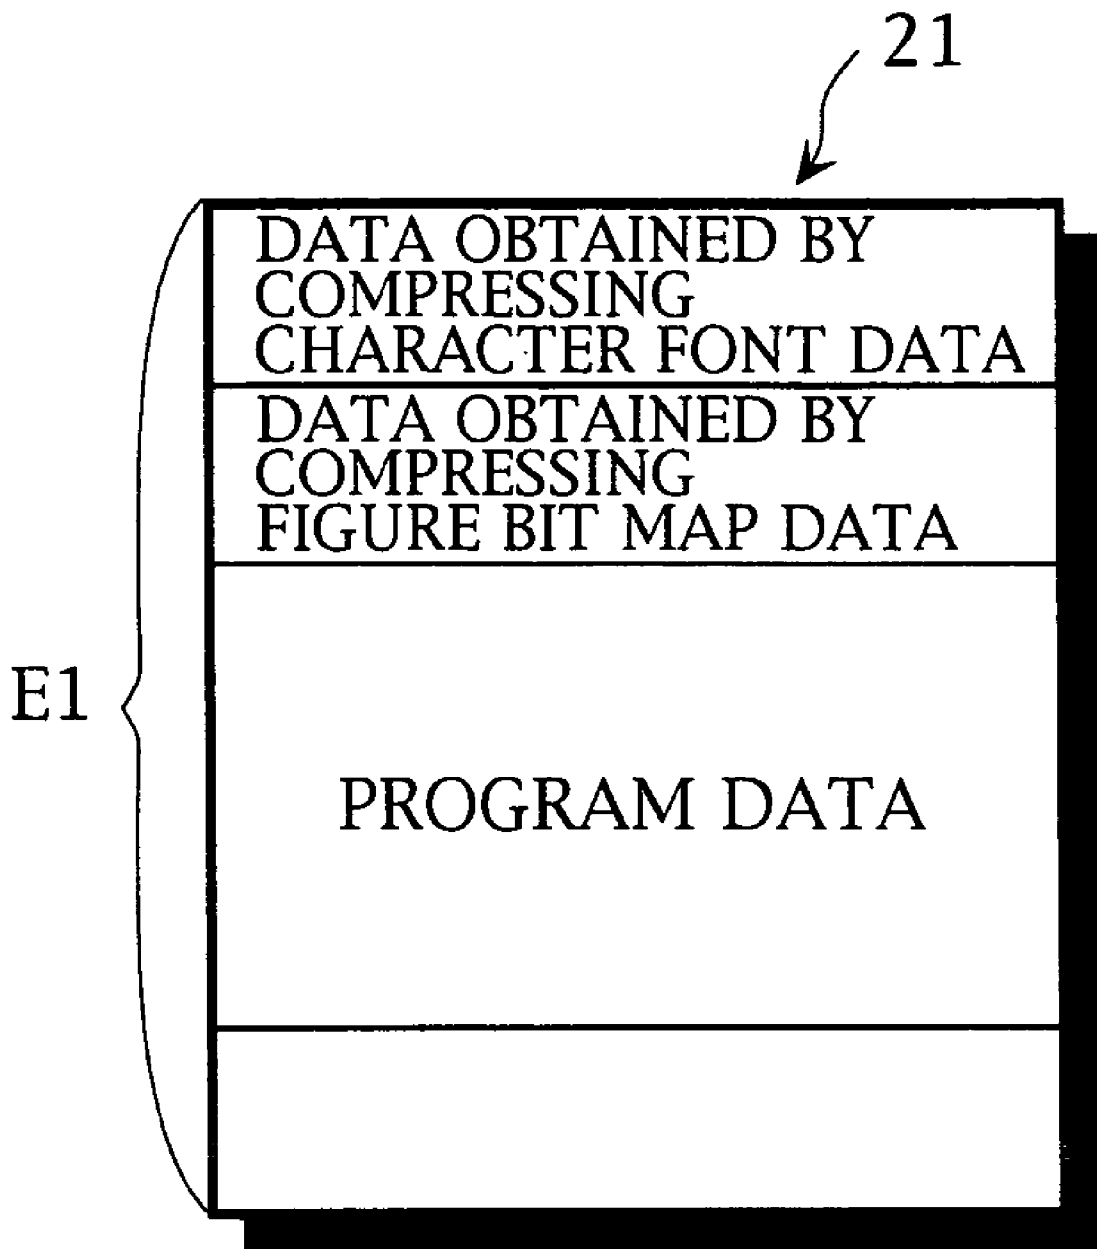 21
DATA OBTAINED BY
COMPRESSING
CHARACTER FONT DATA
DATA OBTAINED BY
COMPRESSING
FIGURE BIT MAP DATA
E1
PROGRAM DATA